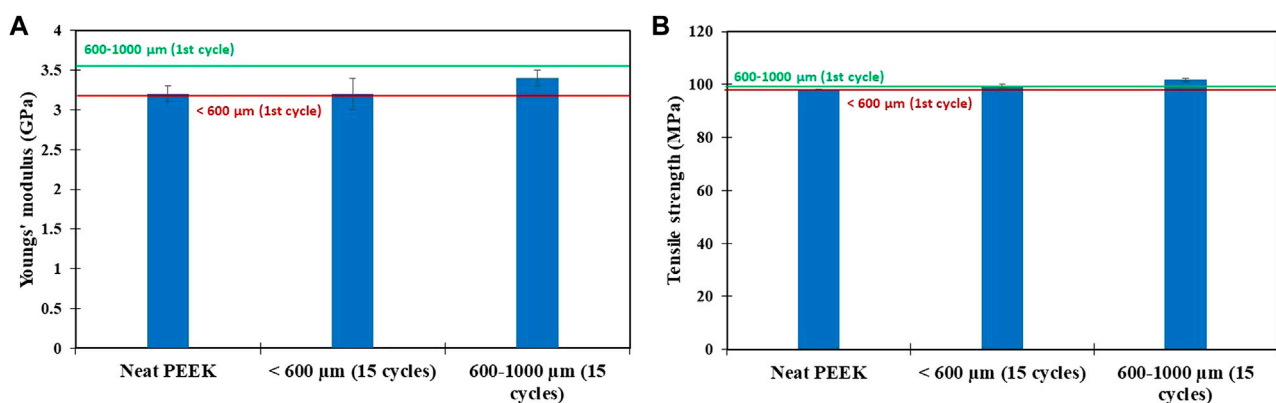 A
Youngs' modulus (GPa)
4
3.5
3
2.5
2
1.5
1
0.5
0
600-1000 µm (1st cycle)
< 600 µm (1st cycle)
Neat PEEK
< 600 µm (15 cycles)
600-1000 µm (15
cycles)
B
Tensile strength (MPa)
120
100
80
60
40
20
0
600-1000 µm (1st cycle)
< 600 µm (1st cycle)
Neat PEEK
< 600 µm (15 cycles)
600-1000 µm (15
cycles)